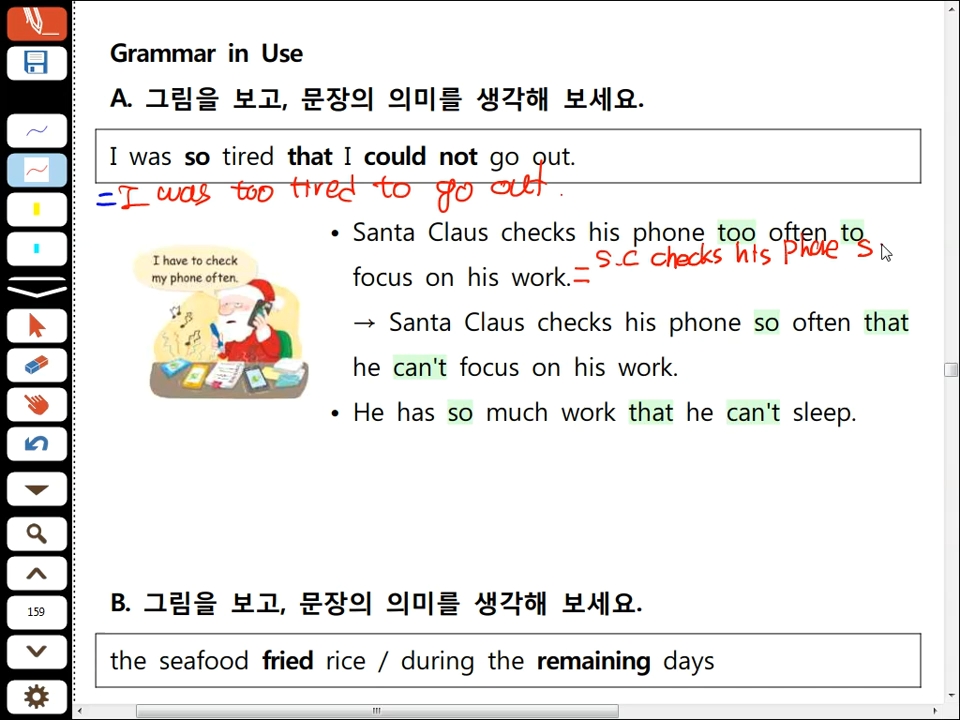 Grammar in Use
A. 그림을 보고, 문장의 의미를 생각해 보세요.
I was so tired that I could not go out.
= I was too tired to go out.
• Santa Claus checks his phone too often to
focus on his work. = S.C checks his phone s
I have to check
my phone often.
→ Santa Claus checks his phone so often that
he can't focus on his work.
• He has so much work that he can't sleep.
B. 그림을 보고, 문장의 의미를 생각해 보세요.
the seafood fried rice / during the remaining days
159